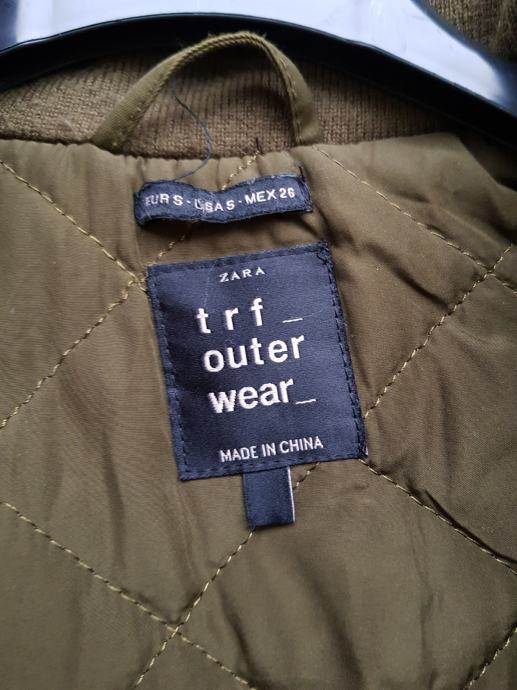 EUR S - USA S - MEX 26
ZARA
trf_
outer
wear_
MADE IN CHINA